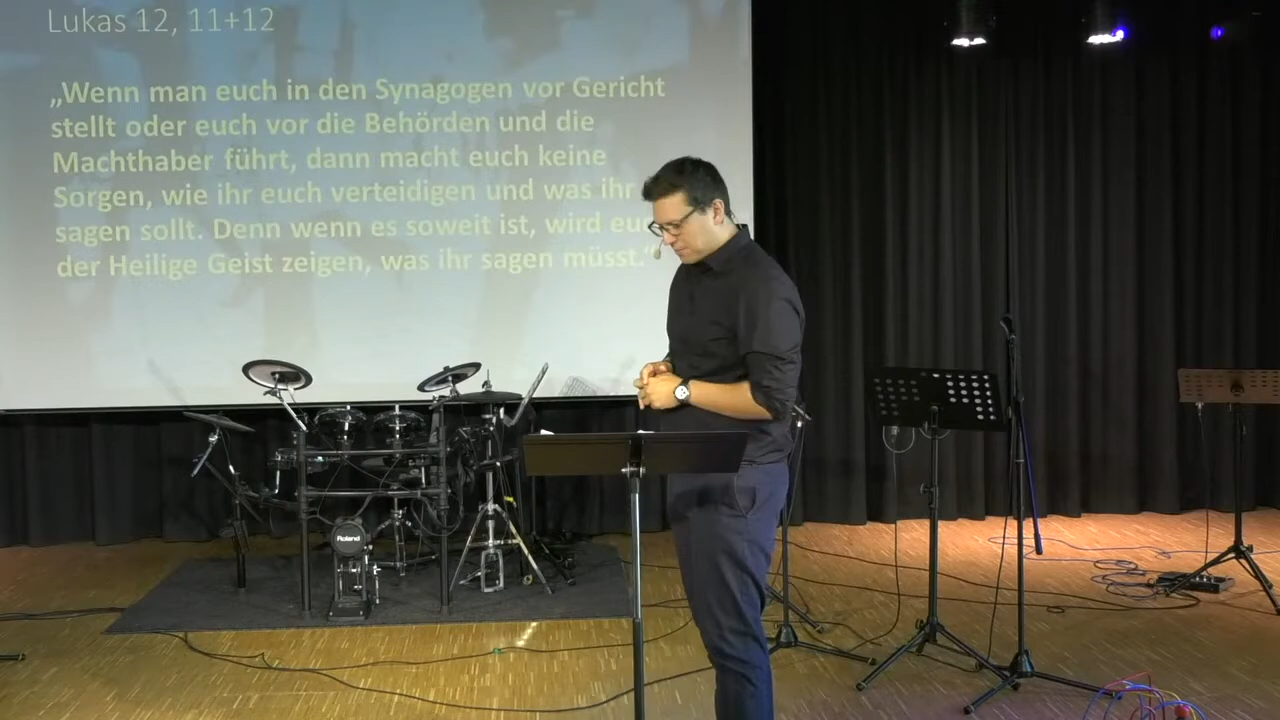 Lukas 12, 11+12
„Wenn man euch in den Synagogen vor Gericht
stellt oder euch vor die Behörden und die
Machthaber führt, dann macht euch keine
Sorgen, wie ihr euch verteidigen und was ihr
sagen sollt. Denn wenn es soweit ist, wird eu
der Heilige Geist zeigen, was ihr sagen müsst.“
Roland